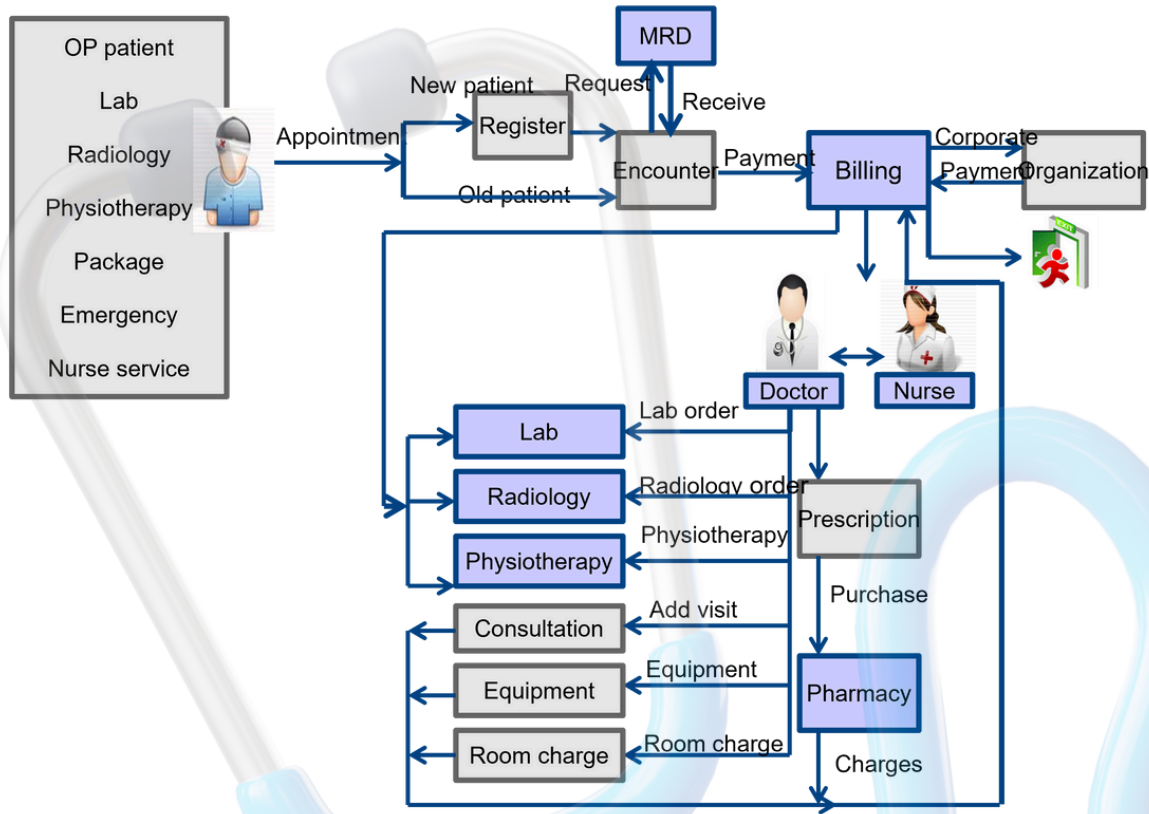 OP patient
Lab
Radiology
Physiotherapy
Package
Emergency
Nurse service
Appointment
New patient
Old patient
Register
Request
MRD
Receive
Encounter
Payment
Billing
Corporate
Payment
Organization
EXIT
Doctor
Nurse
Lab order
Lab
Radiology order
Radiology
Physiotherapy
Physiotherapy
Add visit
Consultation
Equipment
Equipment
Room charge
Room charge
Prescription
Purchase
Pharmacy
Charges